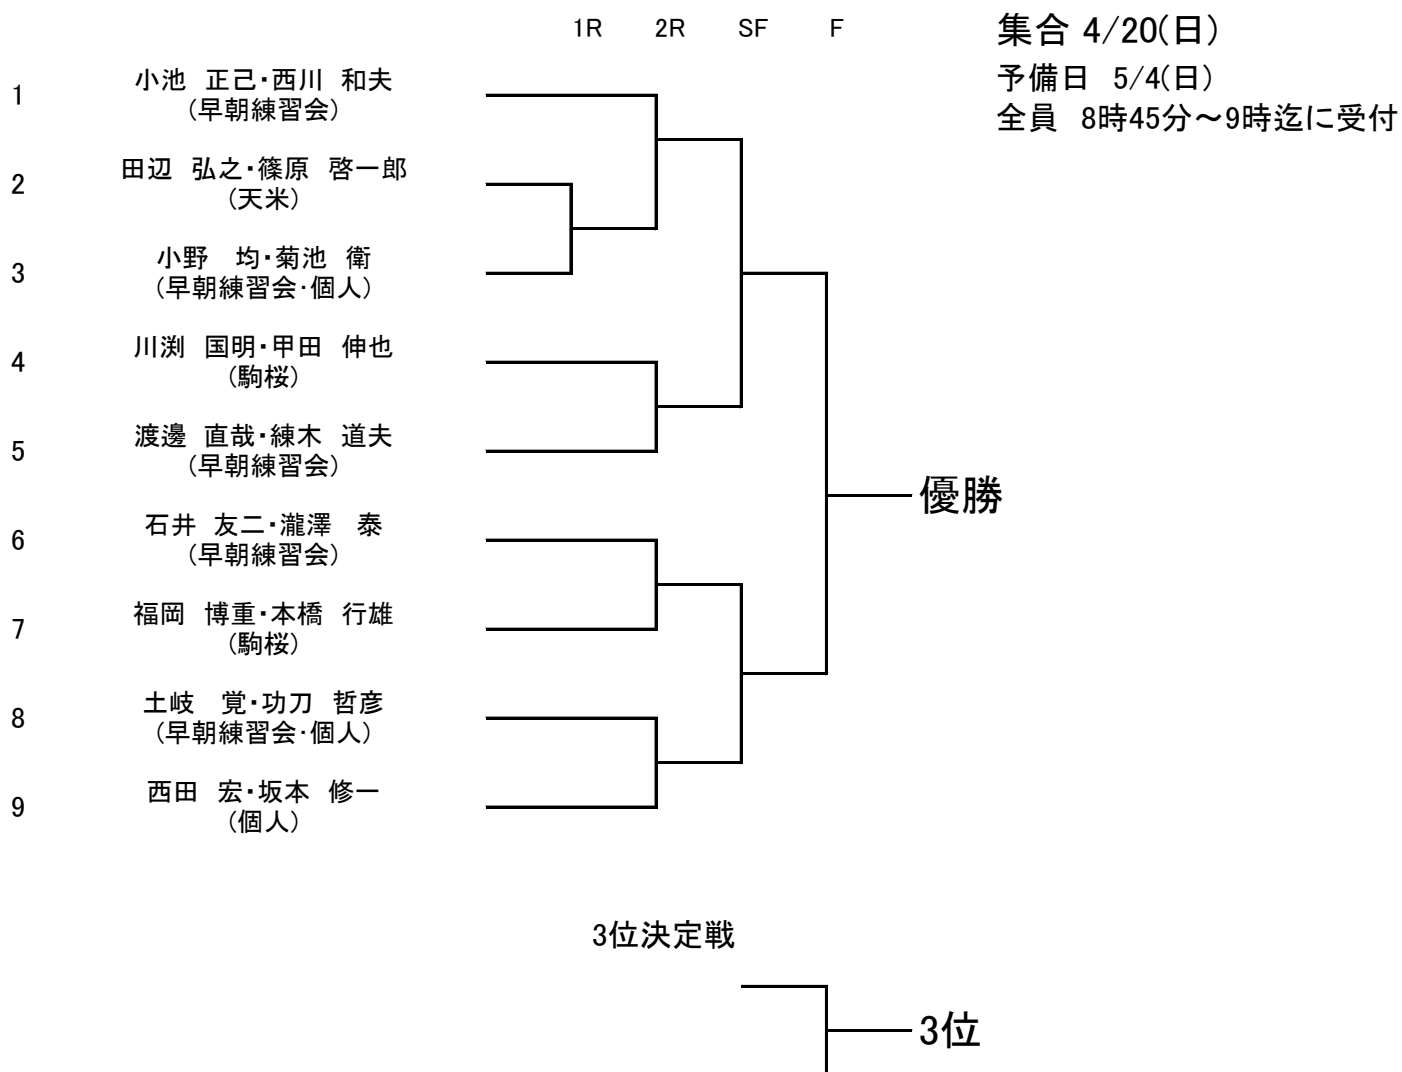 1R 2R SF F
集合 4/20(日)
予備日 5/4(日)
全員 8時45分～9時迄に受付
1 小池 正己・西川 和夫
(早朝練習会)
2 田辺 弘之・篠原 啓一郎
(天米)
3 小野 均・菊池 衛
(早朝練習会・個人)
4 川渕 国明・甲田 伸也
(駒桜)
5 渡邊 直哉・練木 道夫
(早朝練習会)
6 石井 友二・瀧澤 泰
(早朝練習会)
7 福岡 博重・本橋 行雄
(駒桜)
8 土岐 覚・功刀 哲彦
(早朝練習会・個人)
9 西田 宏・坂本 修一
(個人)
優勝
3位決定戦
3位